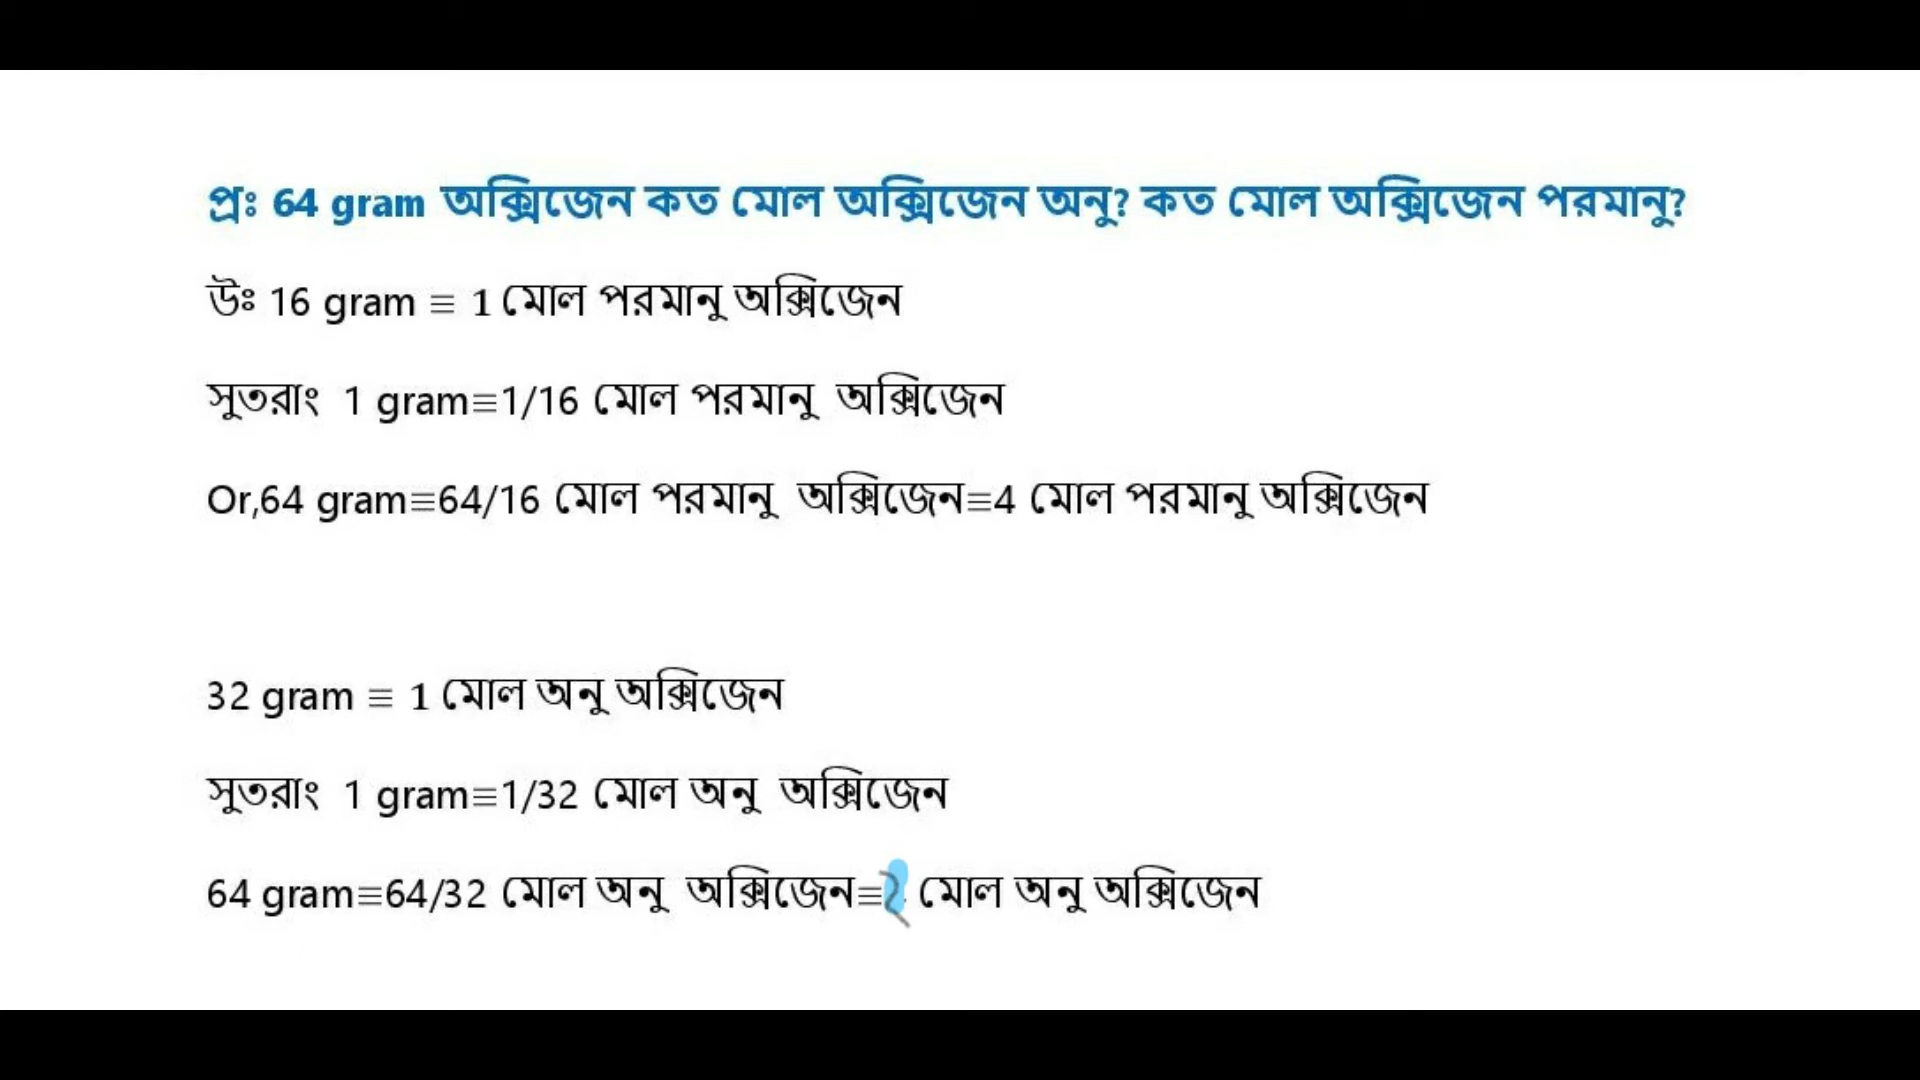 প্রঃ 64 gram অক্সিজেন কত মোল অক্সিজেন অনু? কত মোল অক্সিজেন পরমানু?
উঃ 16 gram ≡ 1 মোল পরমানু অক্সিজেন
সুতরাং 1 gram≡1/16 মোল পরমানু অক্সিজেন
Or,64 gram≡64/16 মোল পরমানু অক্সিজেন≡4 মোল পরমানু অক্সিজেন
32 gram ≡ 1 মোল অনু অক্সিজেন
সুতরাং 1 gram≡1/32 মোল অনু অক্সিজেন
64 gram≡64/32 মোল অনু অক্সিজেন≡২ মোল অনু অক্সিজেন